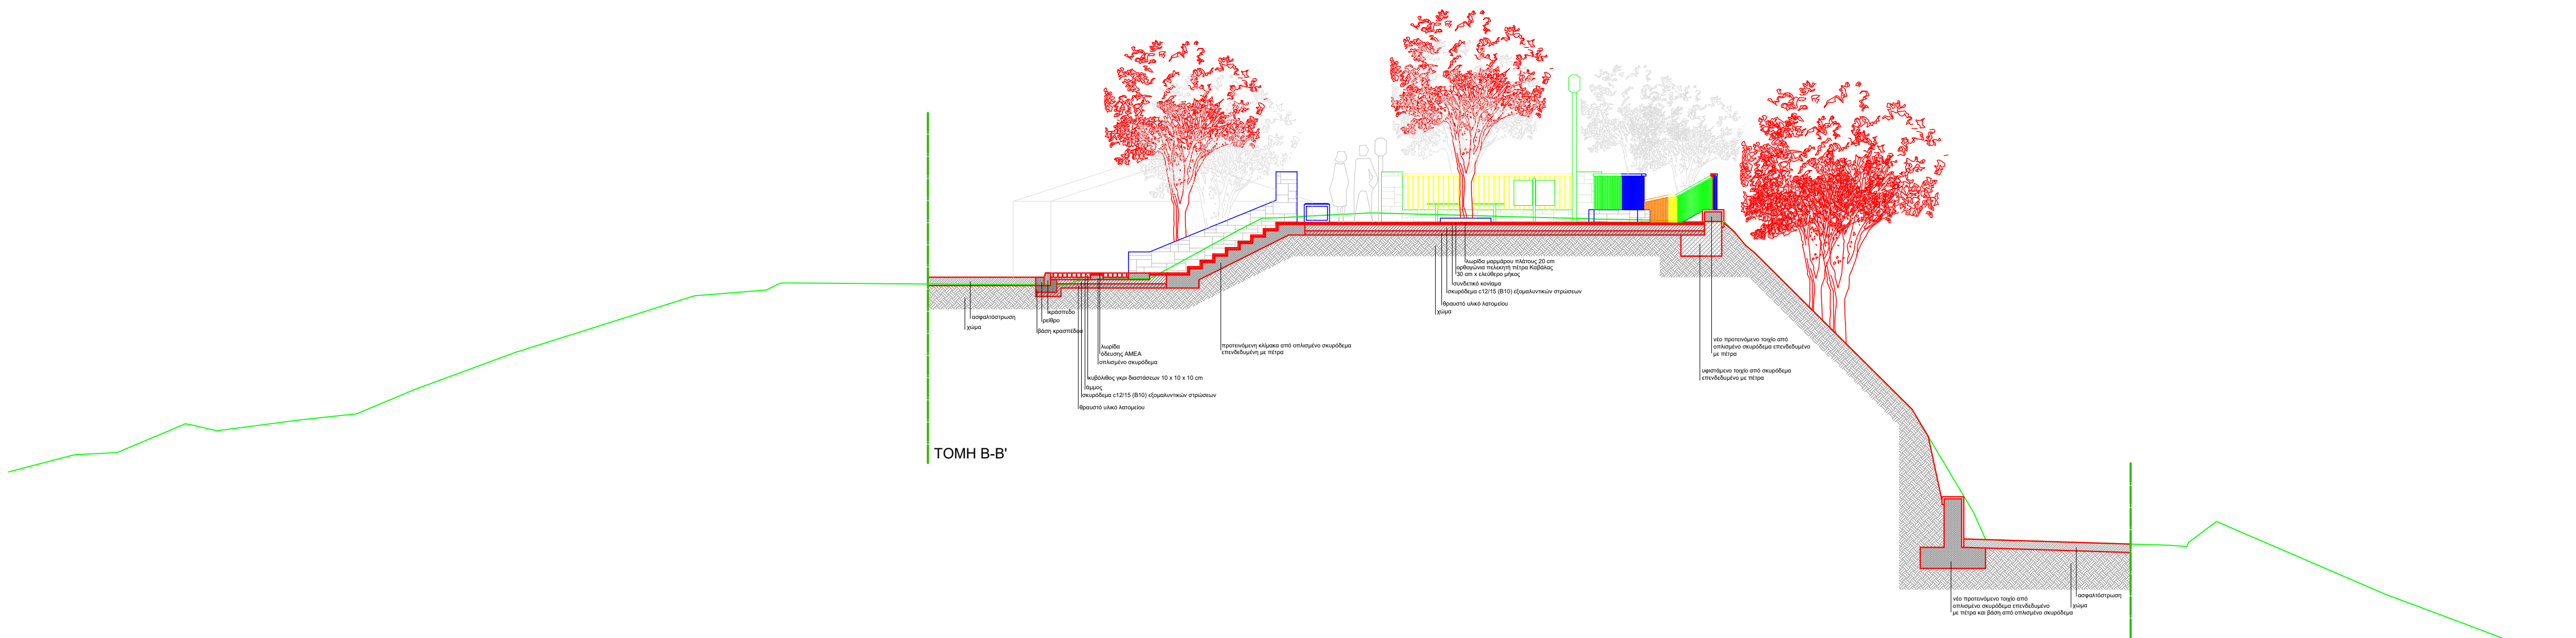 λωρίδα μαρμάρου πλάτους 20 cm
ορθογώνια πελεκητή πέτρα Καβάλας
30 cm x ελεύθερο μήκος
συνδετικό κονίαμα
σκυρόδεμα c12/15 (B10) εξομαλυντικών στρώσεων
θραυστό υλικό λατομείου
χώμα
κράσπεδο
ασφαλτόστρωση
ρείθρο
χώμα
βάση κρασπέδου
λωρίδα
όδευσης ΑΜΕΑ
οπλισμένο σκυρόδεμα
κυβόλιθος γκρι διαστάσεων 10 x 10 x 10 cm
άμμος
σκυρόδεμα c12/15 (B10) εξομαλυντικών στρώσεων
θραυστό υλικό λατομείου
προτεινόμενη κλίμακα από οπλισμένο σκυρόδεμα
επενδεδυμένη με πέτρα
νέο προτεινόμενο τοιχίο από
οπλισμένο σκυρόδεμα επενδεδυμένο
με πέτρα
υφιστάμενο τοιχίο από σκυρόδεμα
επενδεδυμένο με πέτρα
ΤΟΜΗ Β-Β'
νέο προτεινόμενο τοιχίο από
οπλισμένο σκυρόδεμα επενδεδυμένο
με πέτρα και βάση από οπλισμένο σκυρόδεμα
ασφαλτόστρωση
χώμα